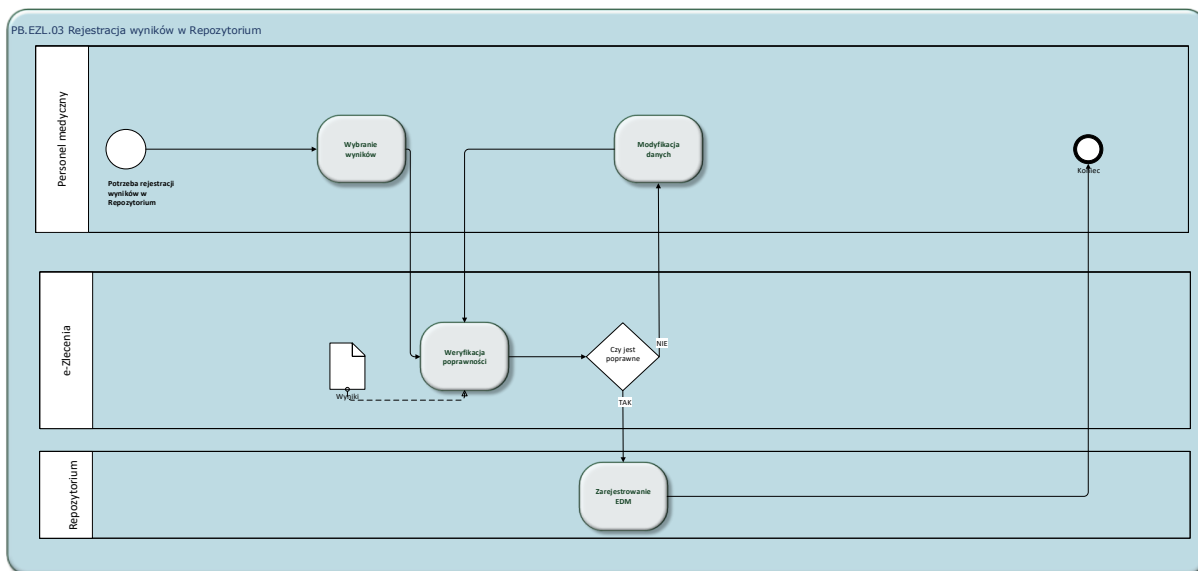 PB.EZL.03 Rejestracja wyników w Repozytorium
Personel medyczny
Potrzeba rejestracji
wyników w
Repozytorium
Wybranie
wyników
Modyfikacja
danych
Koniec
e-Zlecenia
Wyniki
Weryfikacja
poprawności
Czy jest
poprawne
NIE
TAK
Repozytorium
Zarejestrowanie
EDM